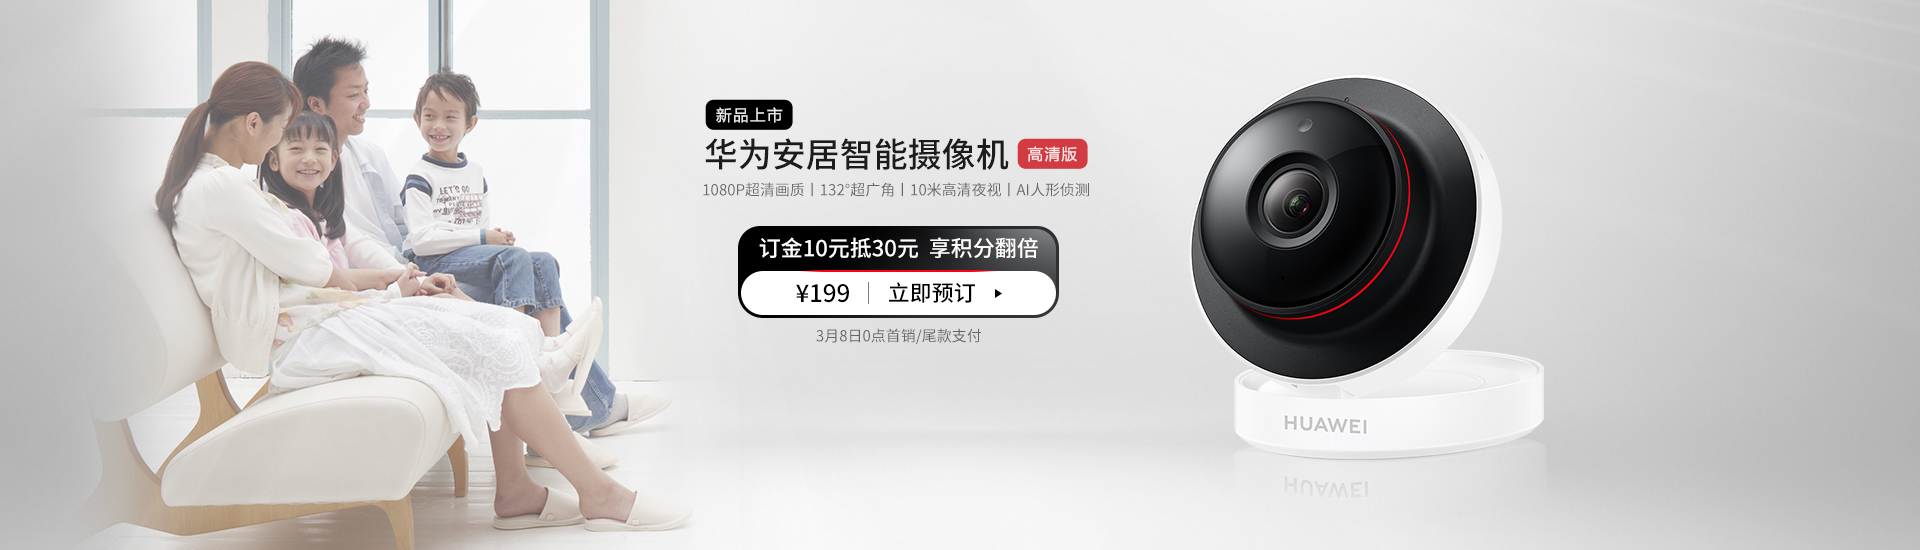 新品上市
华为安居智能摄像机 高清版
1080P超清画质丨132°超广角丨10米高清夜视丨AI人形侦测
订金10元抵30元 享积分翻倍
¥199 | 立即预订 ▸
3月8日0点首销/尾款支付
LET'S GO
HUAWEI